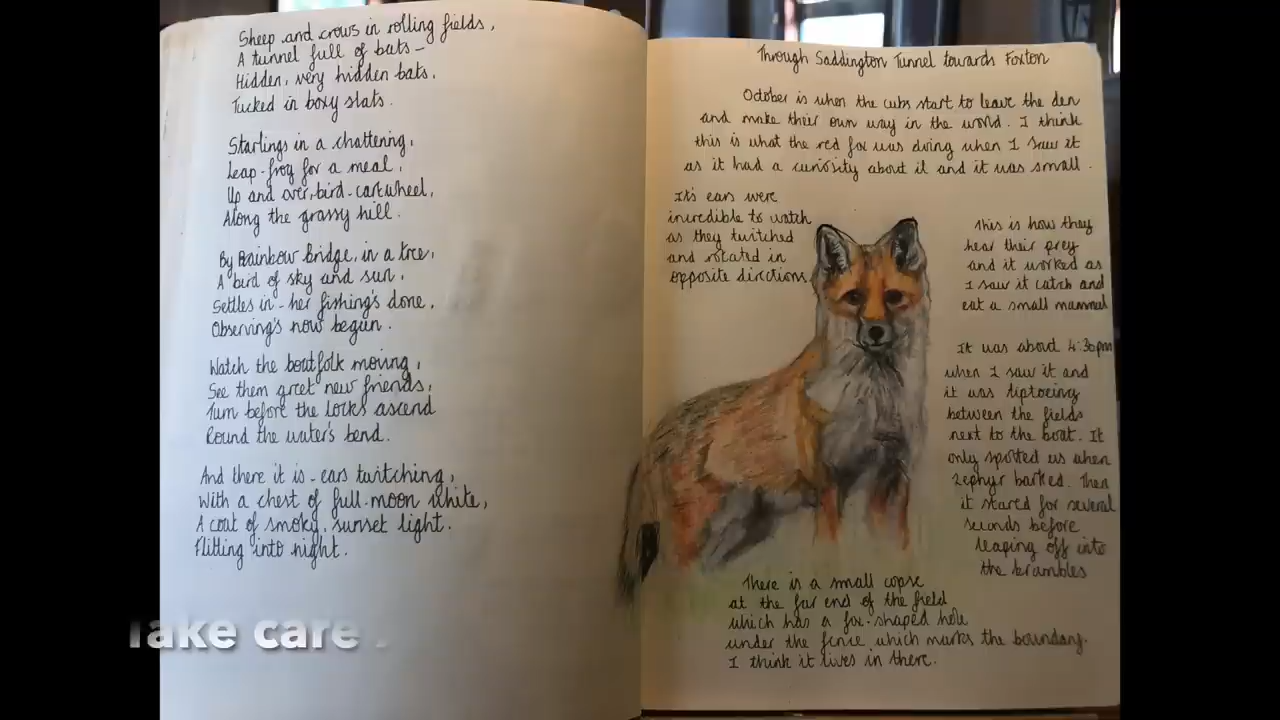 Sheep and crows in rolling fields,
A tunnel full of bats—
Hidden, very hidden bats,
Tucked in boxy slats.
Starlings in a chattering,
Leap-frog for a meal,
Up and over, bird-cartwheel,
Along the grassy hill.
By Rainbow bridge, in a tree,
A bird of sky and sun,
Settles in - her fishing's done,
Observing's now begun.
Watch the boatfolk moving,
See them greet new friends,
Turn before the locks ascend
Round the water's bend.
And there it is - ears twitching,
With a chest of full-moon white,
A coat of smoky, sunset light.
Flitting into night.
Through Saddington Tunnel towards Foxton
October is when the cubs start to leave the den
and make their own way in the world. I think
this is what the red fox was doing when I saw it
as it had a curiosity about it and it was small.
It's ears were
incredible to watch
as they twitched
and rotated in
opposite directions.
This is how they
hear their prey
and it worked as
I saw it catch and
eat a small mammal
It was about 4:30pm
when I saw it and
it was tiptoeing
between the fields
next to the boat. It
only spotted us when
Zephyr barked. Then
it stared for several
seconds before
leaping off into
the brambles
There is a small copse
at the far end of the field
which has a fox-shaped hole
under the fence which marks the boundary.
I think it lives in there.
Take care .